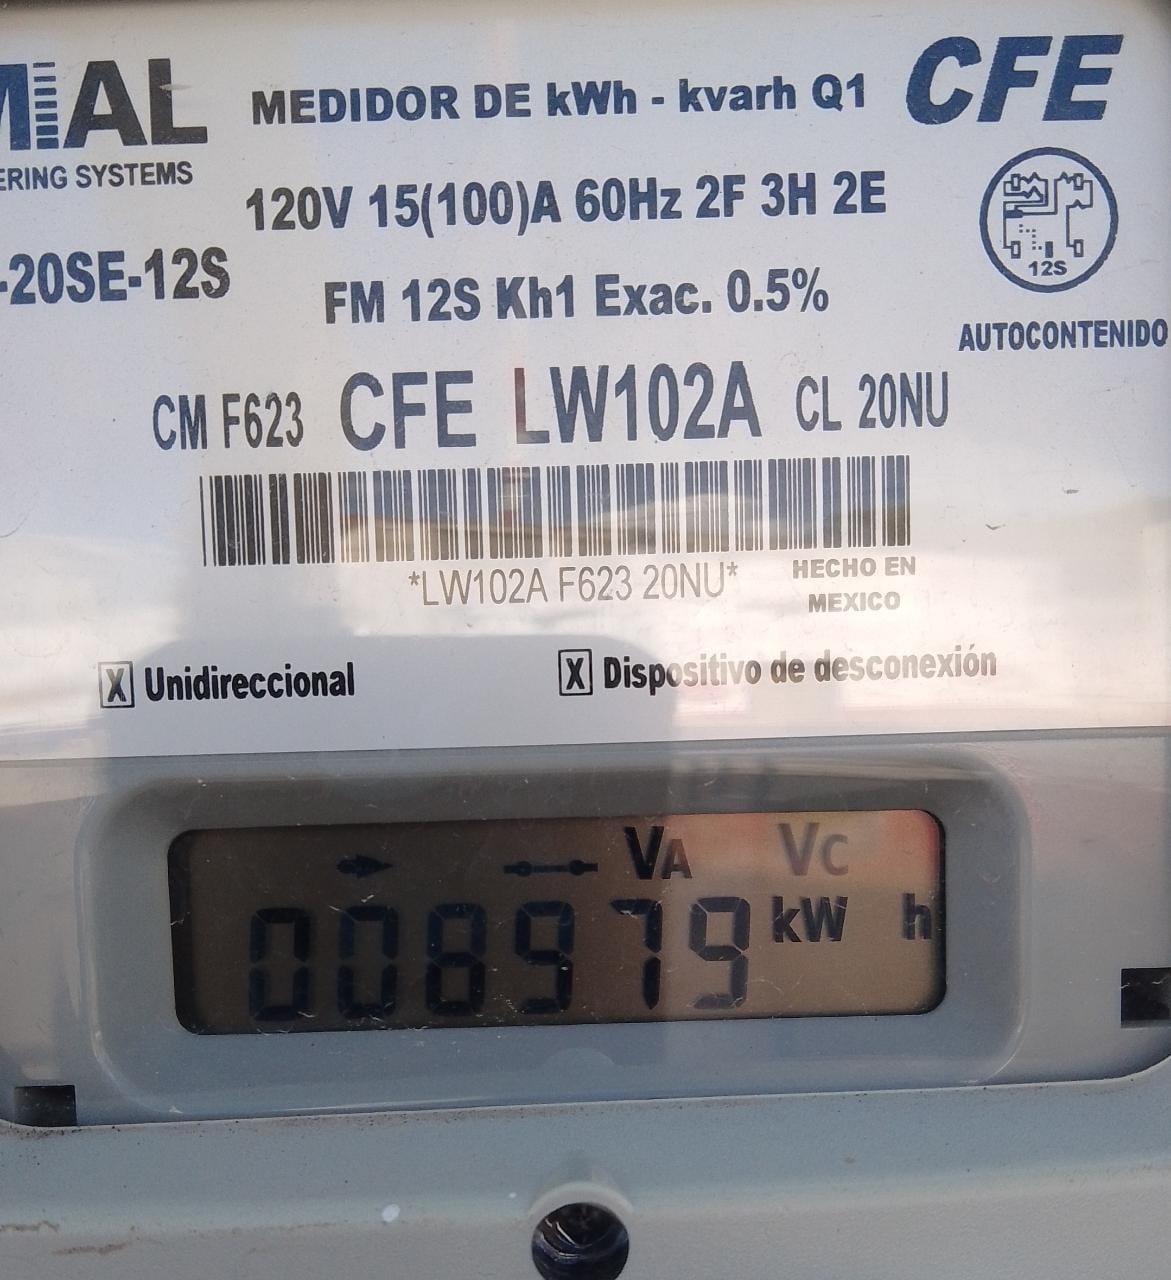 MIAL
ERING SYSTEMS
MEDIDOR DE kWh - kvarh Q1
CFE
120V 15(100)A 60Hz 2F 3H 2E
-20SE-12S
FM 12S Kh1 Exac. 0.5%
12S
AUTOCONTENIDO
CM F623 CFE LW102A CL 20NU
*LW102A F623 20NU*
HECHO EN
MEXICO
X Unidireccional
X Dispositivo de desconexión
VA VC
008979 kW h